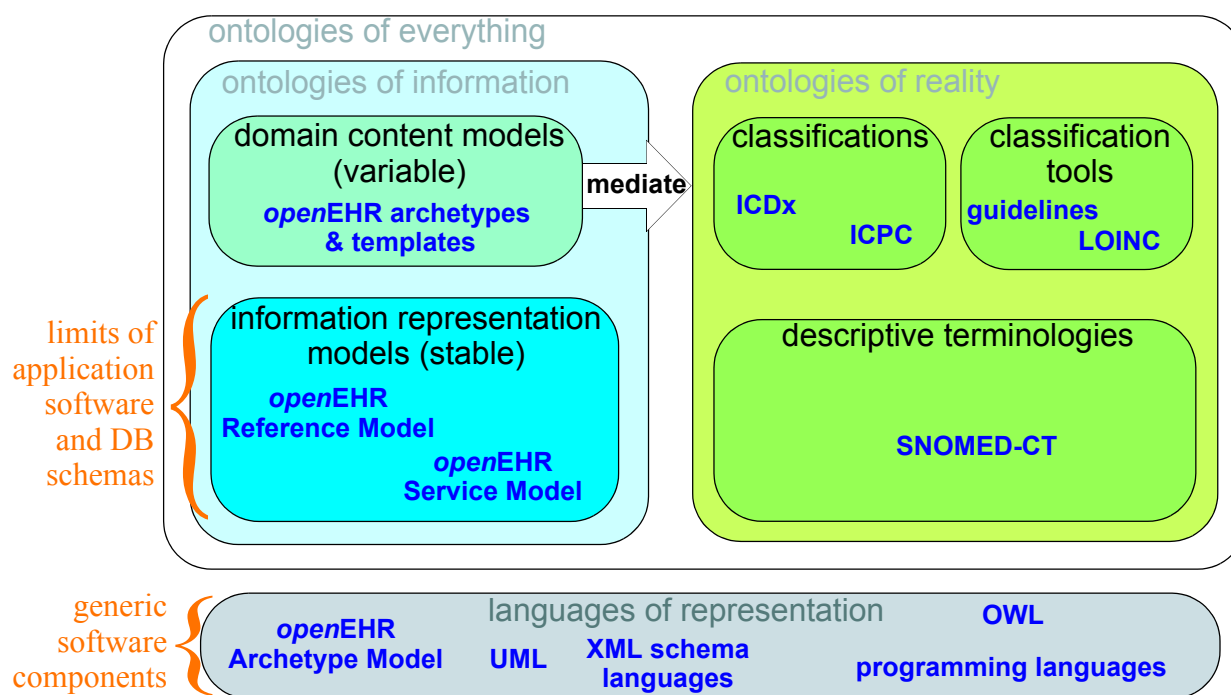 ontologies of everything
ontologies of information
domain content models
(variable)
openEHR archetypes
& templates
mediate
ontologies of reality
classifications
ICDx
ICPC
classification
tools
guidelines
LOINC
limits of
application
software
and DB
schemas
information representation
models (stable)
openEHR
Reference Model
openEHR
Service Model
descriptive terminologies
SNOMED-CT
generic
software
components
languages of representation
openEHR
Archetype Model
UML
XML schema
languages
OWL
programming languages